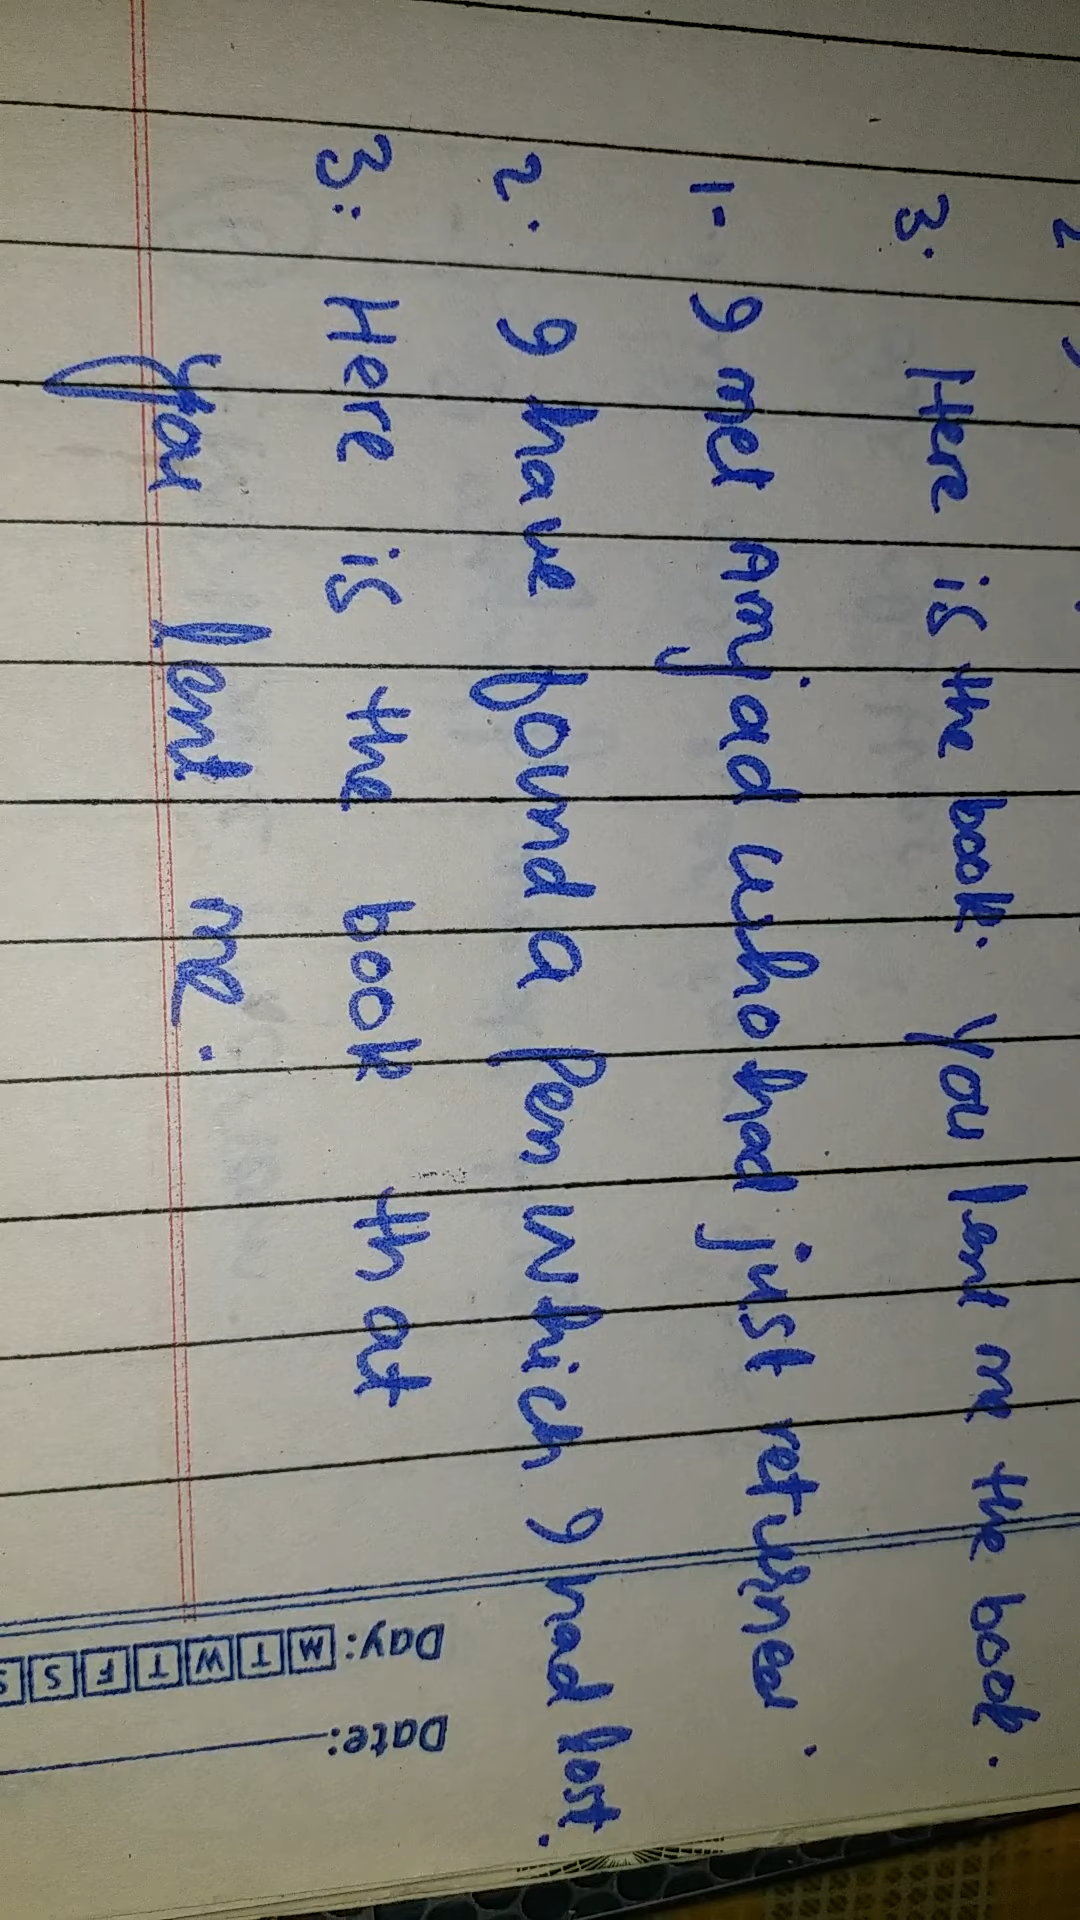 2
3. Here is the book. You lent me the book.
1- I met Amjad who had just returned.
2. I have found a Pen which I had lost.
3: Here is the book that
you lent me.
Day: M T W T F S S
Date: